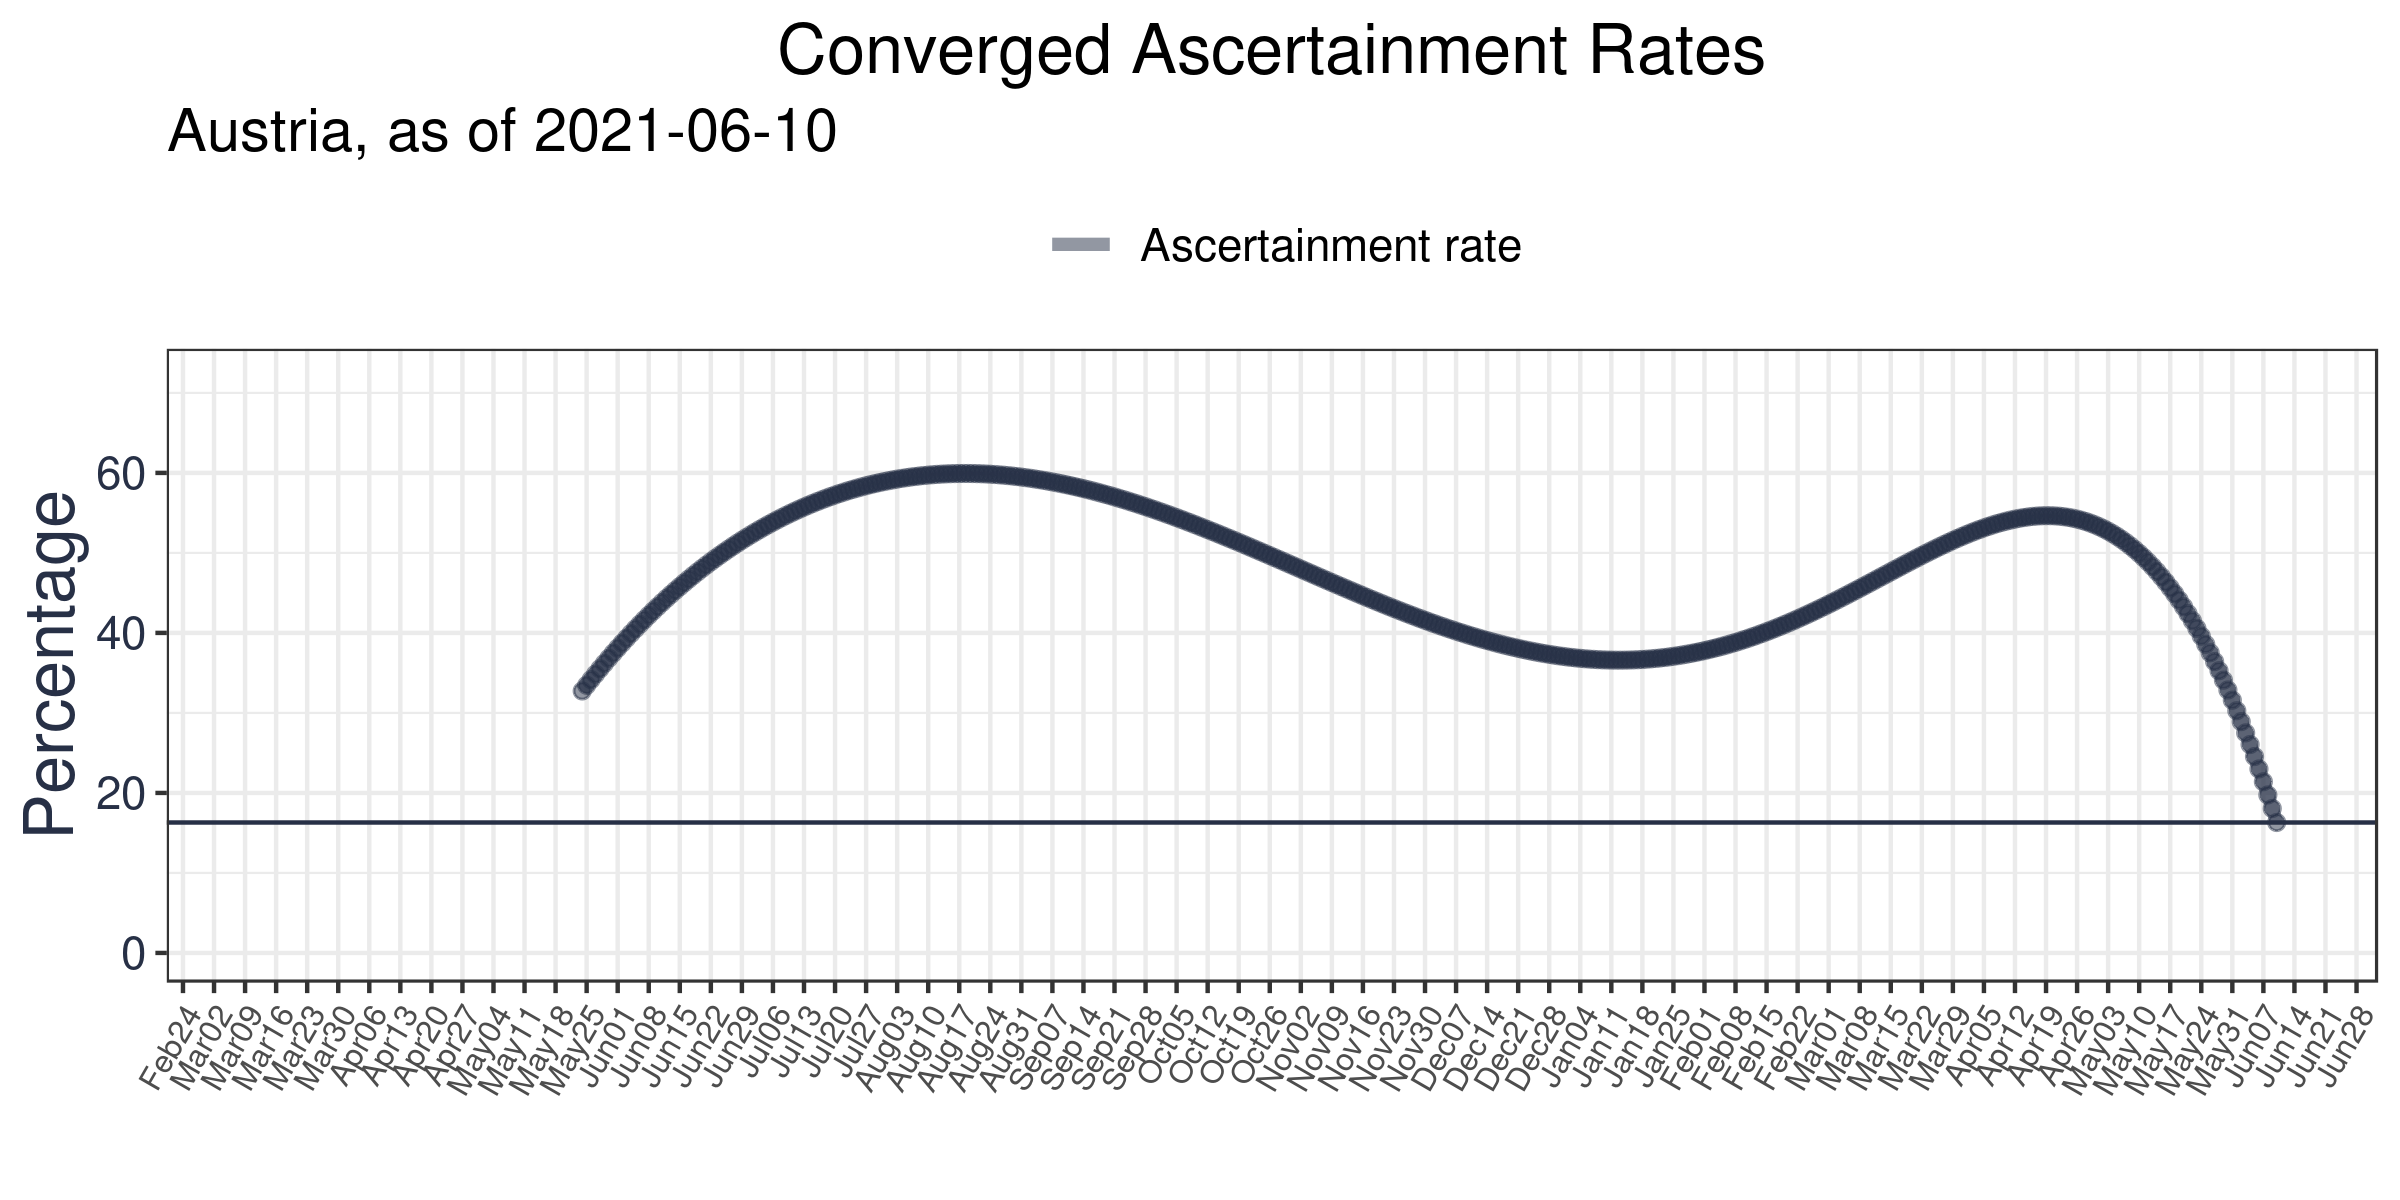 Converged Ascertainment Rates
Austria, as of 2021-06-10
Ascertainment rate
Percentage
60
40
20
0
Feb24 Mar02 Mar09 Mar16 Mar23 Mar30 Apr06 Apr13 Apr20 Apr27 May04 May11 May18 May25 Jun01 Jun08 Jun15 Jun22 Jun29 Jul06 Jul13 Jul20 Jul27 Aug03 Aug10 Aug17 Aug24 Aug31 Sep07 Sep14 Sep21 Sep28 Oct05 Oct12 Oct19 Oct26 Nov02 Nov09 Nov16 Nov23 Nov30 Dec07 Dec14 Dec21 Dec28 Jan04 Jan11 Jan18 Jan25 Feb01 Feb08 Feb15 Feb22 Mar01 Mar08 Mar15 Mar22 Mar29 Apr05 Apr12 Apr19 Apr26 May03 May10 May17 May24 May31 Jun07 Jun14 Jun21 Jun28